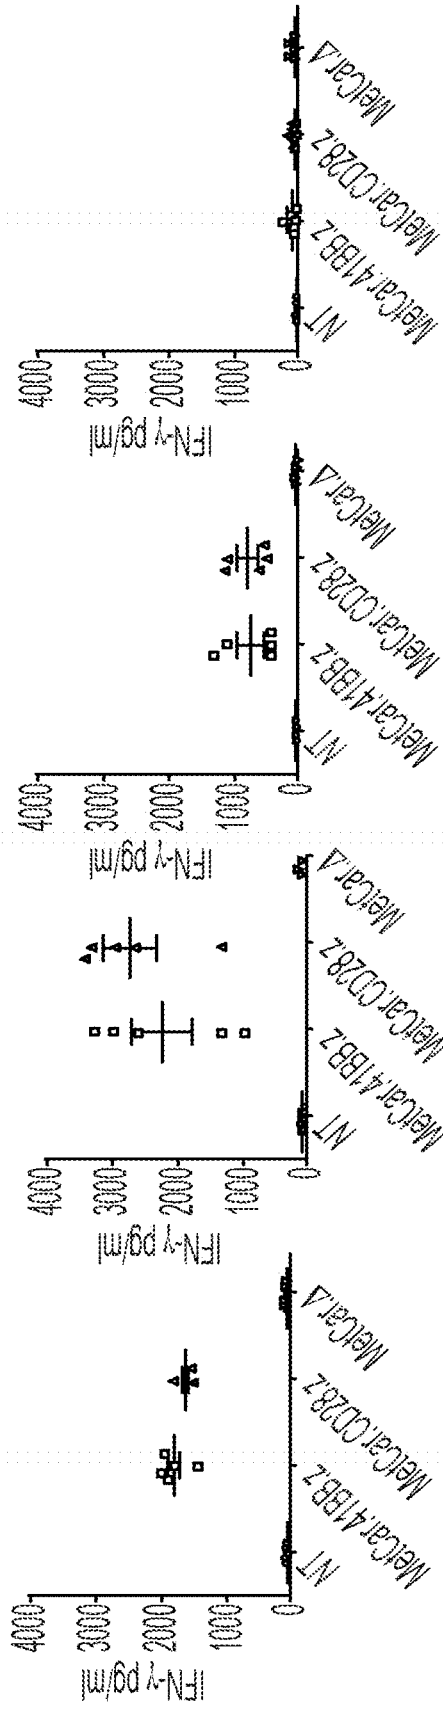 IFN-γ pg/ml
4000
3000
2000
1000
0
NT
MetCar.41BB.z
MetCar.CD28.z
MetCar.Δ
IFN-γ pg/ml
4000
3000
2000
1000
0
NT
MetCar.41BB.z
MetCar.CD28.z
MetCar.Δ
IFN-γ pg/ml
4000
3000
2000
1000
0
NT
MetCar.41BB.z
MetCar.CD28.z
MetCar.Δ
IFN-γ pg/ml
4000
3000
2000
1000
0
NT
MetCar.41BB.z
MetCar.CD28.z
MetCar.Δ